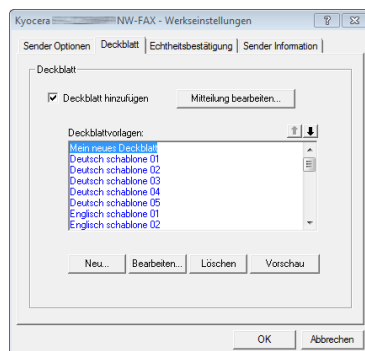 Kyocera NW-FAX - Werkseinstellungen
Sender Optionen Deckblatt Echtheitsbestätigung Sender Information
Deckblatt
Deckblatt hinzufügen Mitteilung bearbeiten...
Deckblattvorlagen:
Mein neues Deckblatt
Deutsch schablone 01
Deutsch schablone 02
Deutsch schablone 03
Deutsch schablone 04
Deutsch schablone 05
Englisch schablone 01
Englisch schablone 02
Neu... Bearbeiten... Löschen Vorschau
OK Abbrechen